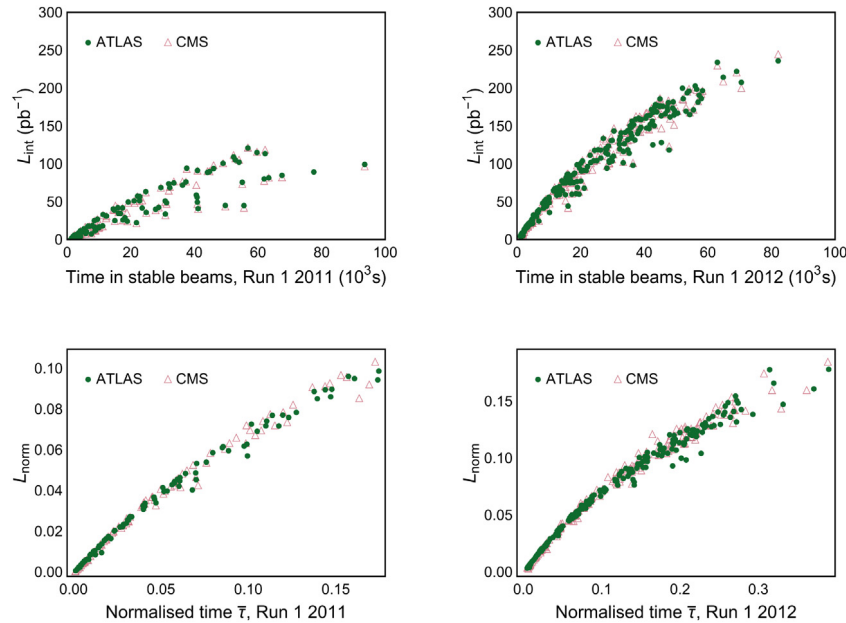 300
250
200
150
100
50
0
L_int (pb⁻¹)
ATLAS CMS
0 20 40 60 80 100
Time in stable beams, Run 1 2011 (10³s)
300
250
200
150
100
50
0
L_int (pb⁻¹)
ATLAS CMS
0 20 40 60 80 100
Time in stable beams, Run 1 2012 (10³s)
0.10
0.08
0.06
0.04
0.02
0.00
L_norm
ATLAS CMS
0.00 0.05 0.10 0.15
Normalised time τ̄, Run 1 2011
0.15
0.10
0.05
0.00
L_norm
ATLAS CMS
0.0 0.1 0.2 0.3
Normalised time τ̄, Run 1 2012